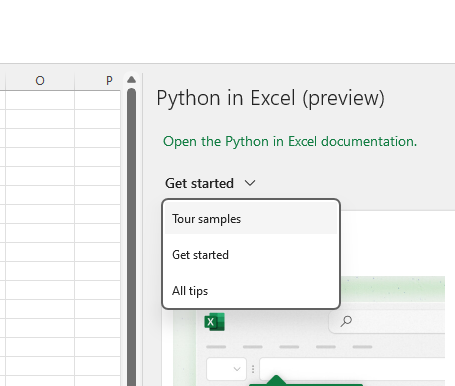 O P
Python in Excel (preview)
Open the Python in Excel documentation.
Get started
Tour samples
Get started
All tips
X